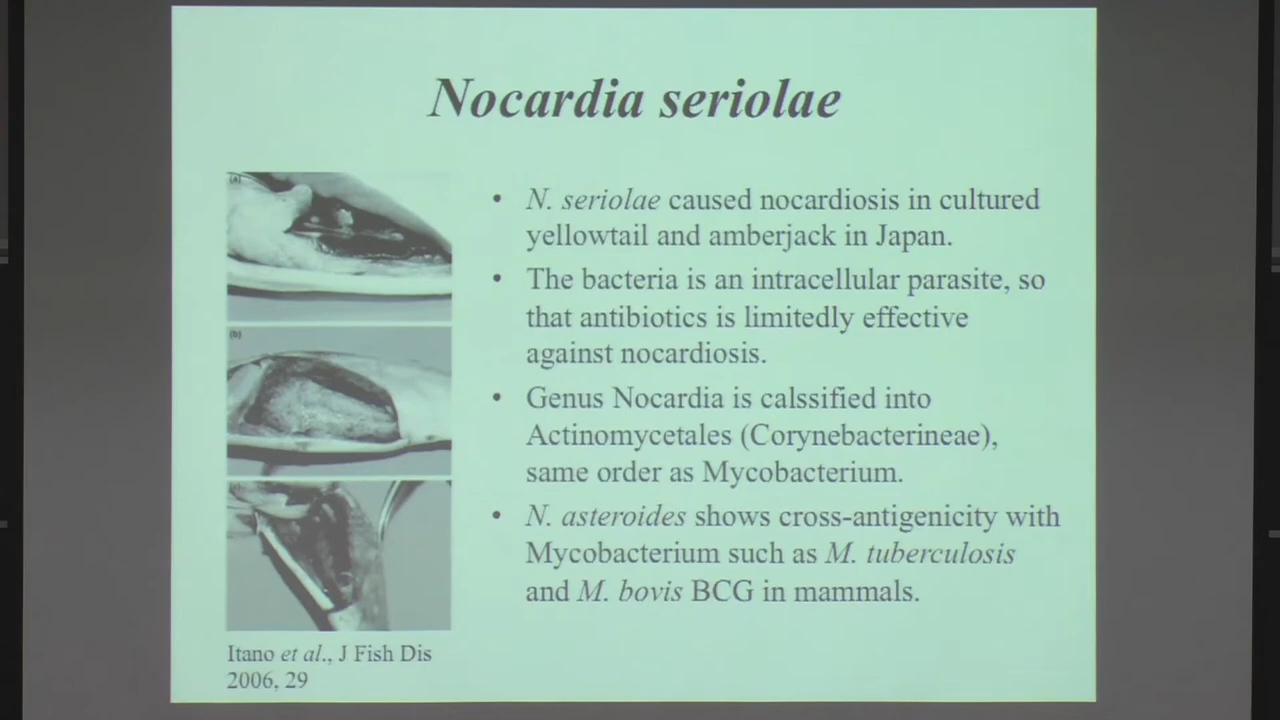 Nocardia seriolae
(a)
(b)
• N. seriolae caused nocardiosis in cultured
yellowtail and amberjack in Japan.
• The bacteria is an intracellular parasite, so
that antibiotics is limitedly effective
against nocardiosis.
• Genus Nocardia is calssified into
Actinomycetales (Corynebacterineae),
same order as Mycobacterium.
• N. asteroides shows cross-antigenicity with
Mycobacterium such as M. tuberculosis
and M. bovis BCG in mammals.
Itano et al., J Fish Dis
2006, 29